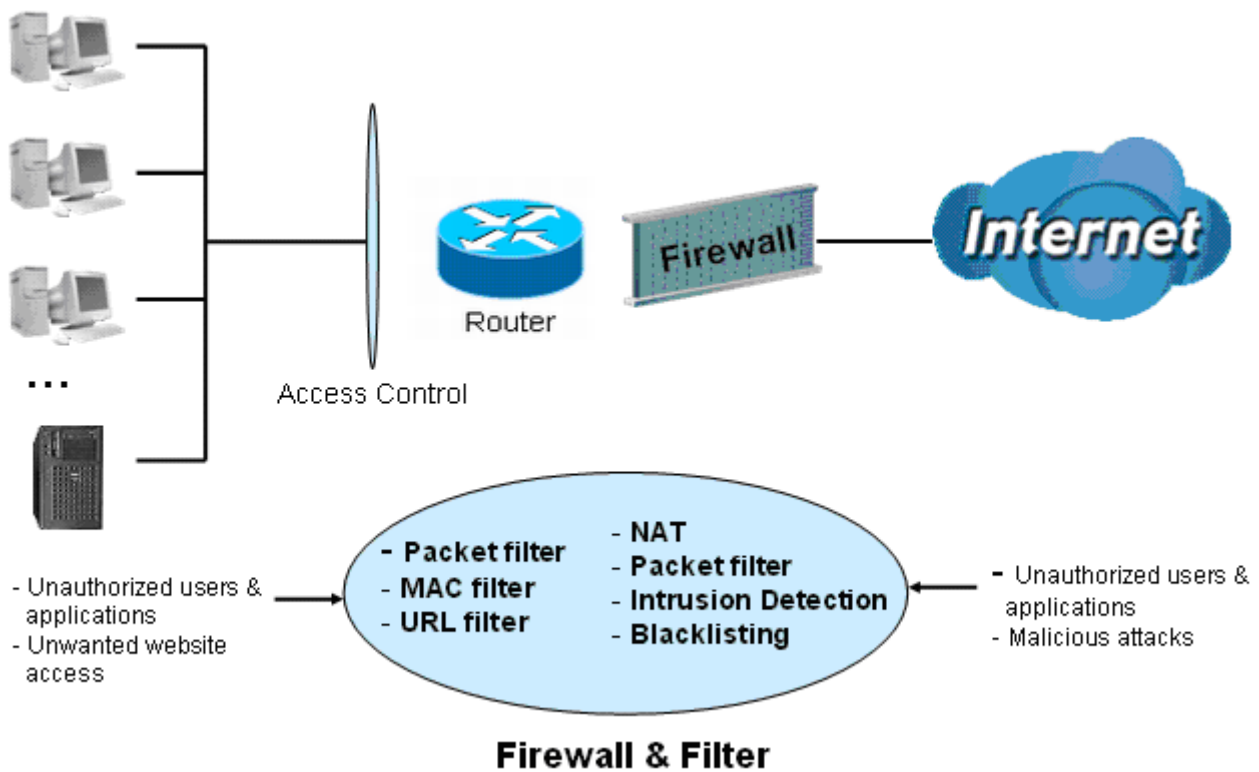 Internet
Firewall
Router
...
Access Control
- Unauthorized users &
applications
- Unwanted website
access
- Packet filter
- MAC filter
- URL filter
- NAT
- Packet filter
- Intrusion Detection
- Blacklisting
- Unauthorized users &
applications
- Malicious attacks
Firewall & Filter